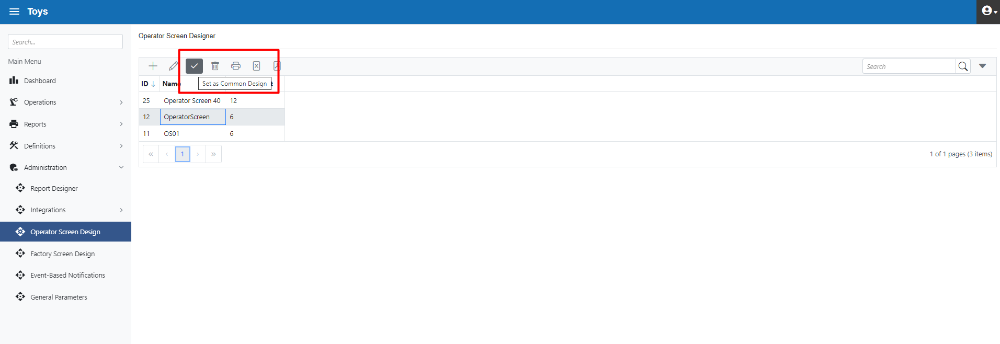 Toys
Search...
Main Menu
Dashboard
Operations
Reports
Definitions
Administration
Report Designer
Integrations
Operator Screen Design
Factory Screen Design
Event-Based Notifications
General Parameters
Operator Screen Designer
Search
Set as Common Design
ID Name
25 Operator Screen 40 12
12 OperatorScreen 6
11 OS01 6
« ‹ 1 › »
1 of 1 pages (3 items)